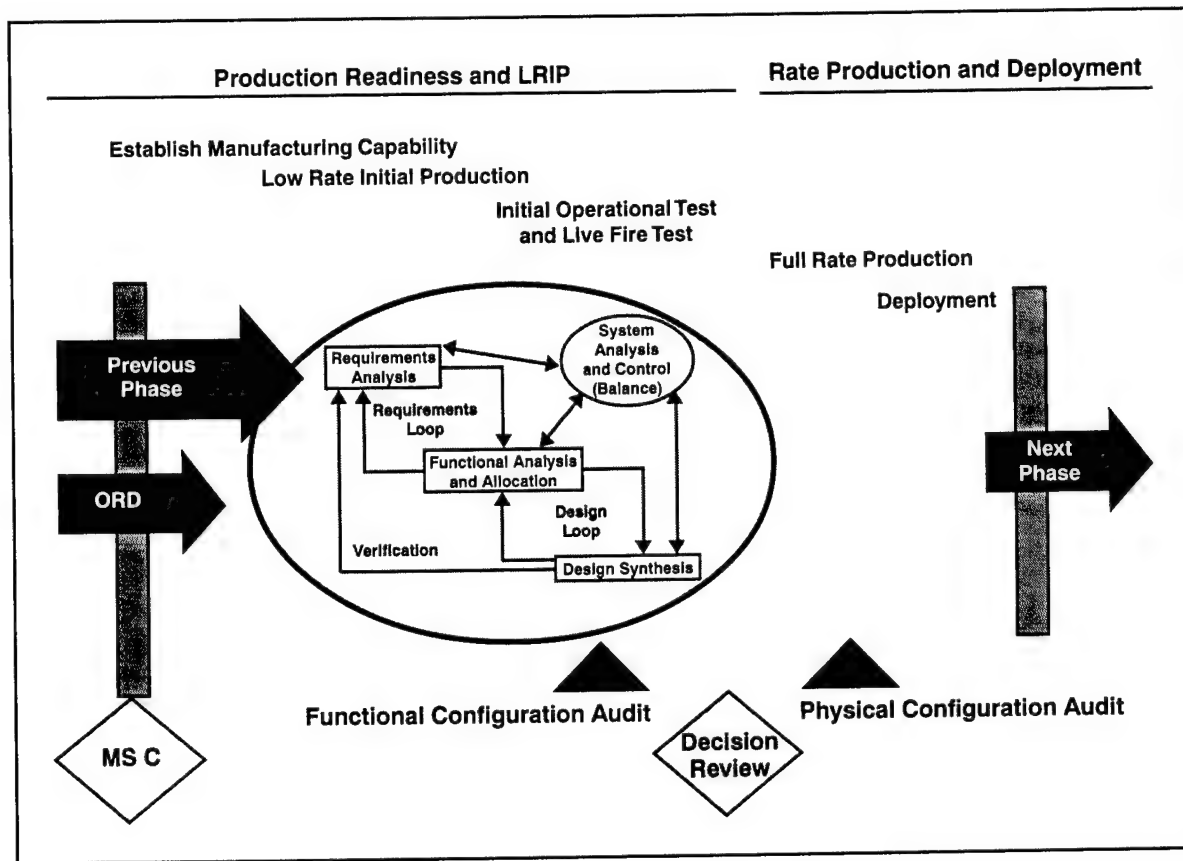 Production Readiness and LRIP
Rate Production and Deployment
Establish Manufacturing Capability
Low Rate Initial Production
Initial Operational Test
and Live Fire Test
Full Rate Production
Deployment
Previous
Phase
ORD
Requirements
Analysis
System
Analysis
and Control
(Balance)
Requirements
Loop
Functional Analysis
and Allocation
Design
Loop
Verification
Design Synthesis
Next
Phase
Functional Configuration Audit
Physical Configuration Audit
MS C
Decision
Review